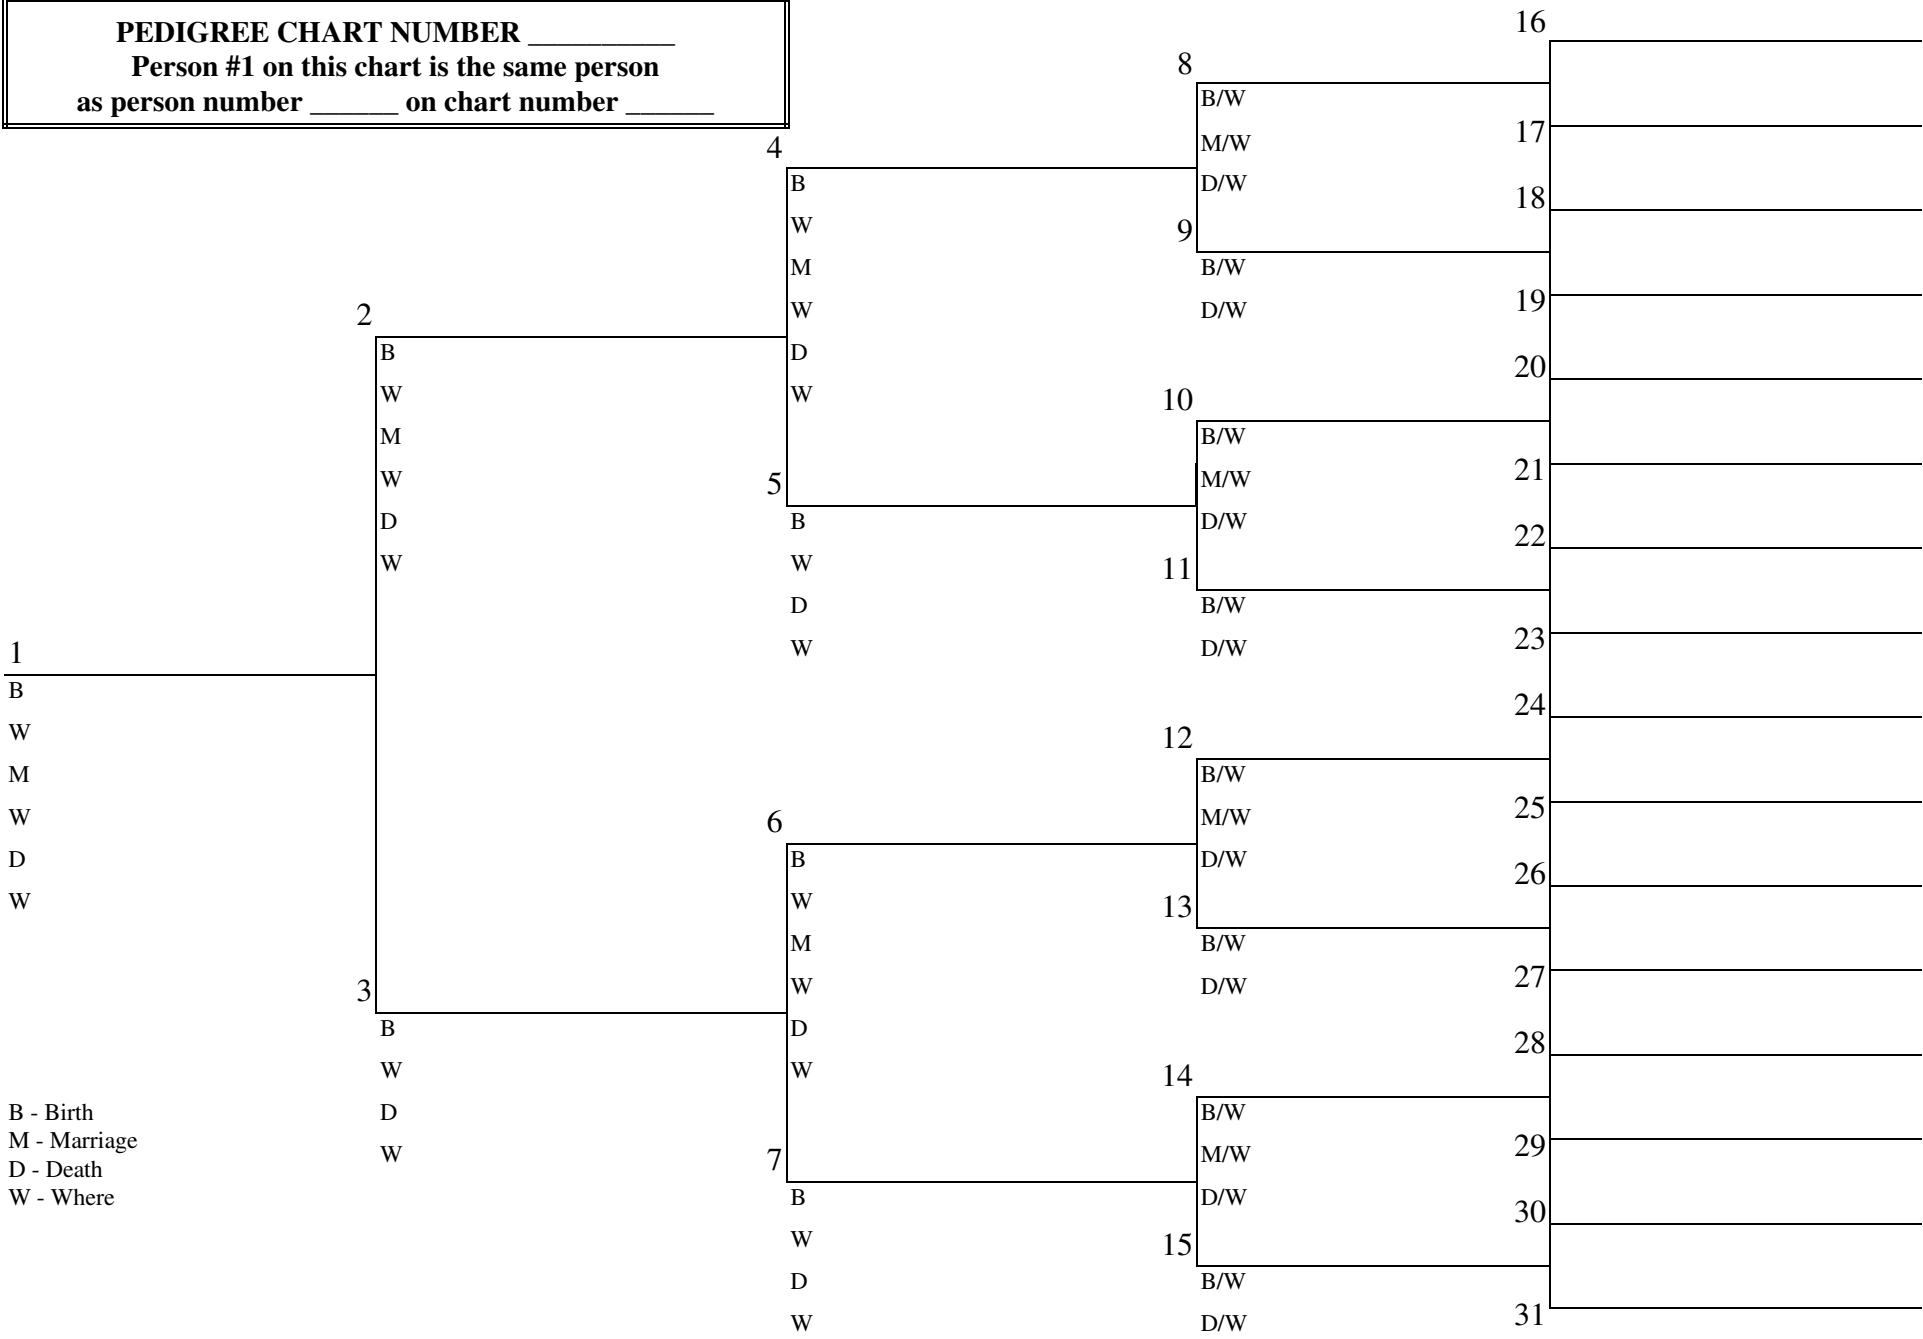 PEDIGREE CHART NUMBER __________
Person #1 on this chart is the same person
as person number ______ on chart number ______
1
B
W
M
W
D
W
2
B
W
M
W
D
W
3
B
W
D
W
4
B
W
M
W
D
W
5
B
W
D
W
6
B
W
M
W
D
W
7
B
W
D
W
8
B/W
M/W
D/W
9
B/W
D/W
10
B/W
M/W
D/W
11
B/W
D/W
12
B/W
M/W
D/W
13
B/W
D/W
14
B/W
M/W
D/W
15
B/W
D/W
16
17
18
19
20
21
22
23
24
25
26
27
28
29
30
31
B - Birth
M - Marriage
D - Death
W - Where